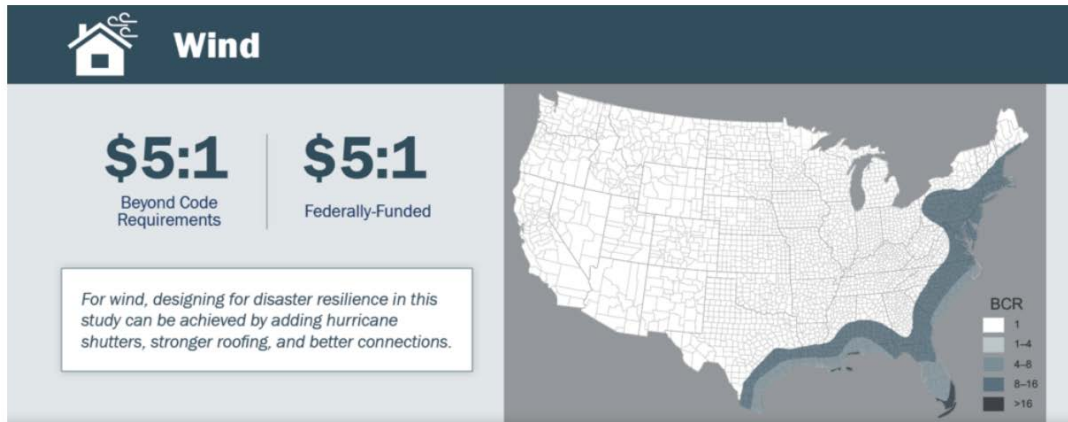 Wind
$5:1
Beyond Code
Requirements
$5:1
Federally-Funded
For wind, designing for disaster resilience in this
study can be achieved by adding hurricane
shutters, stronger roofing, and better connections.
BCR
1
1–4
4–8
8–16
>16